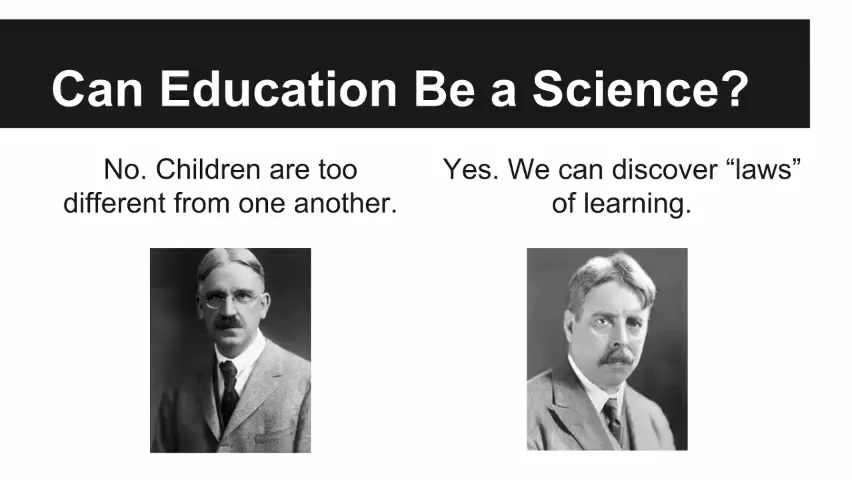 Can Education Be a Science?
No. Children are too
different from one another.
Yes. We can discover “laws”
of learning.